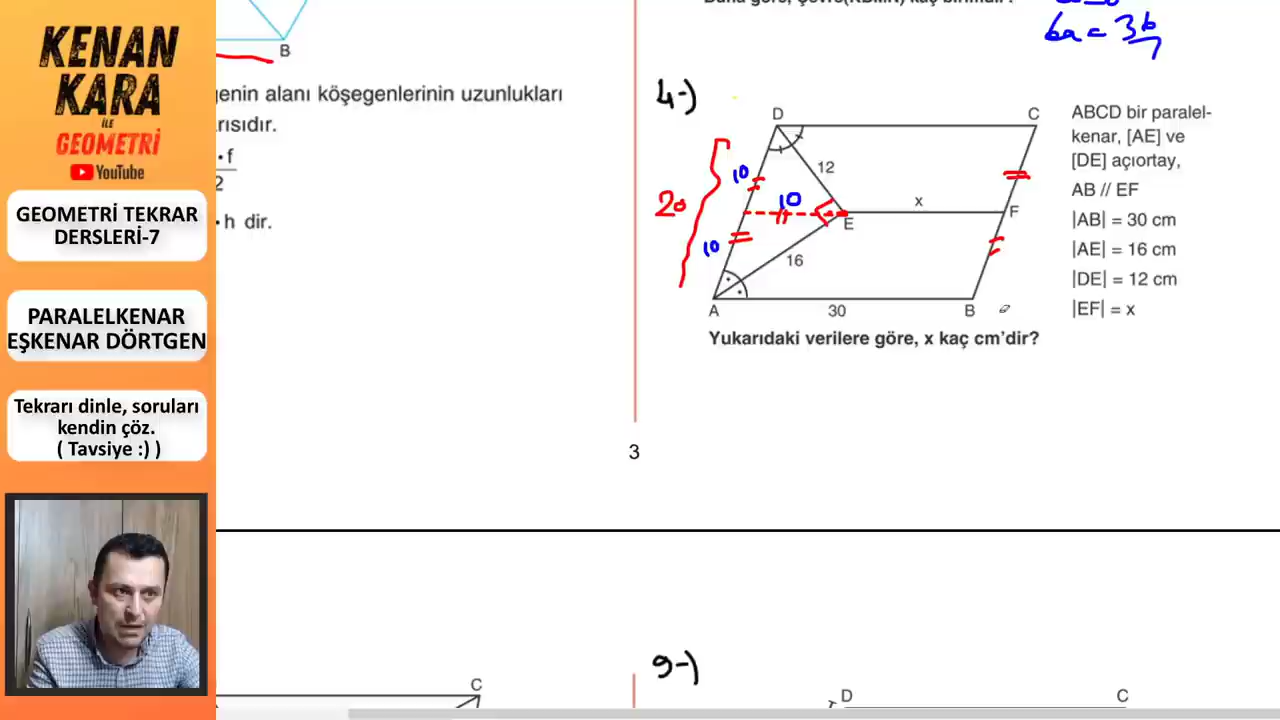 KENAN
KARA
İLE
GEOMETRİ
YouTube
GEOMETRİ TEKRAR
DERSLERİ-7
PARALELKENAR
EŞKENAR DÖRTGEN
Tekrarı dinle, soruları
kendin çöz.
( Tavsiye :) )
B
genin alanı köşegenlerinin uzunlukları
rısıdır.
· f
2
· h dir.
C
6a = 3b
4-)
D
C
12
10
10
20
x
F
E
10
16
A
30
B
ABCD bir paralel-
kenar, [AE] ve
[DE] açıortay,
AB // EF
|AB| = 30 cm
|AE| = 16 cm
|DE| = 12 cm
|EF| = x
Yukarıdaki verilere göre, x kaç cm'dir?
3
9-)
D
C